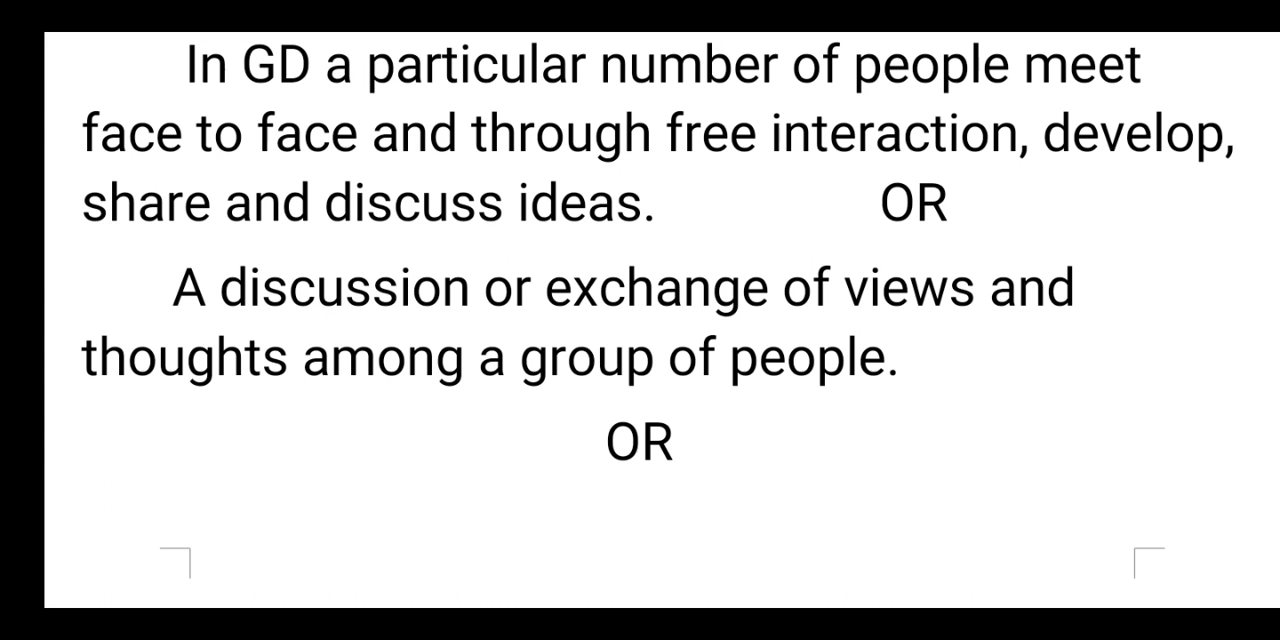 In GD a particular number of people meet
face to face and through free interaction, develop,
share and discuss ideas. OR
A discussion or exchange of views and
thoughts among a group of people.
OR